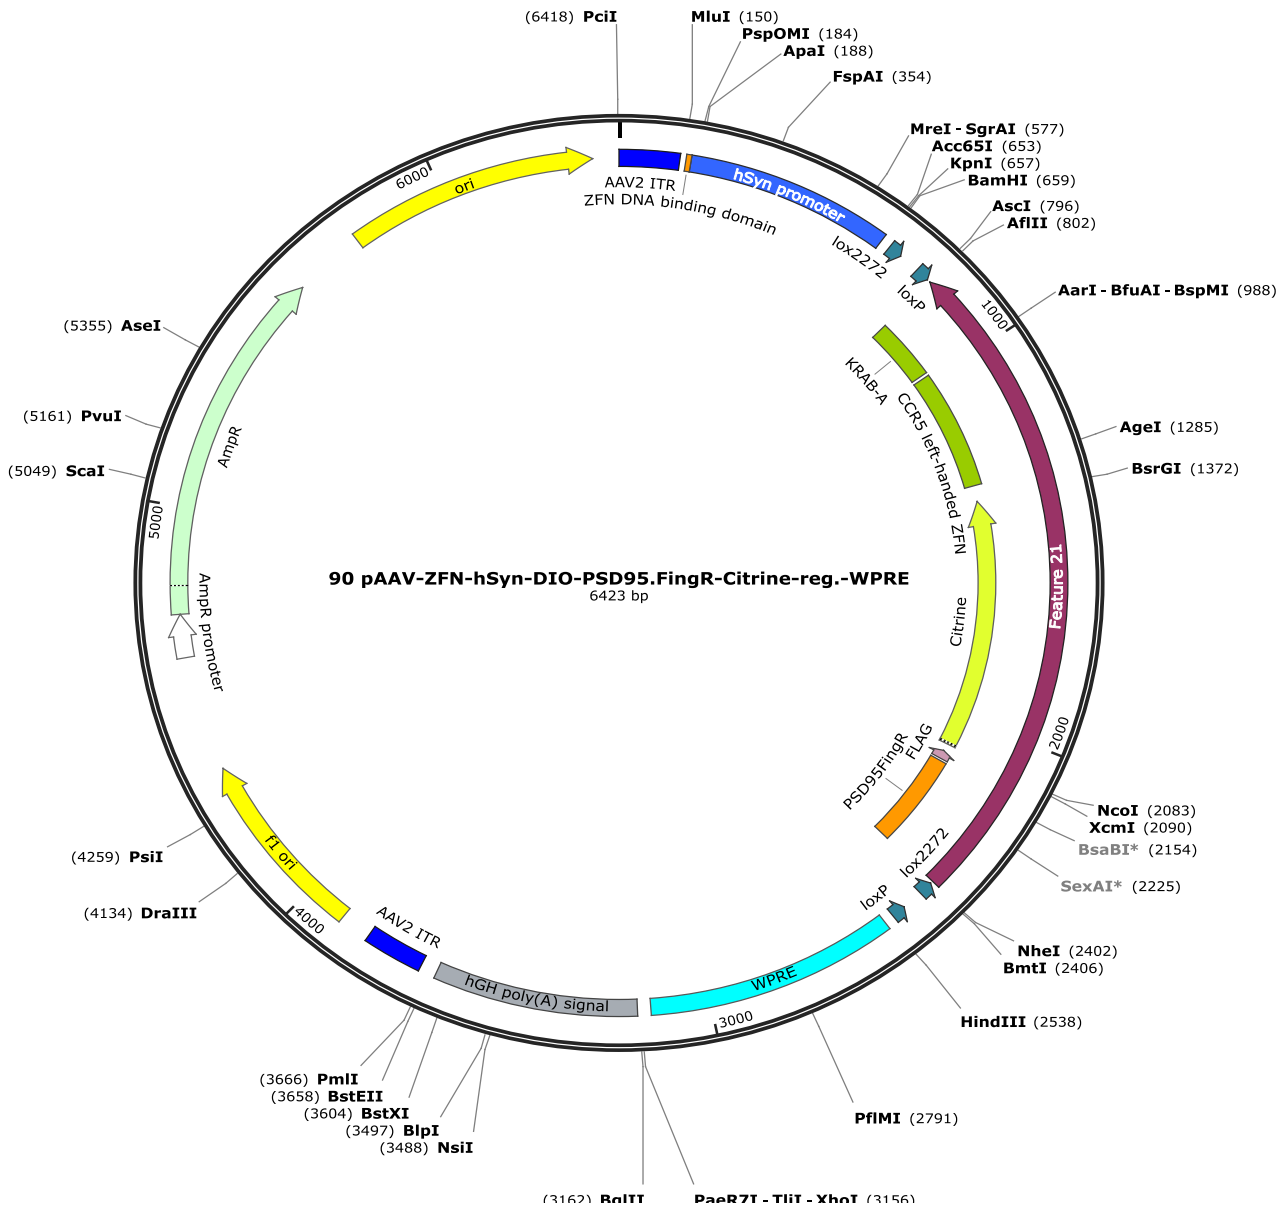 (6418) PciI
MluI (150)
PspOMI (184)
ApaI (188)
FspAI (354)
MreI - SgrAI (577)
Acc65I (653)
KpnI (657)
BamHI (659)
AscI (796)
AflII (802)
AarI - BfuAI - BspMI (988)
AgeI (1285)
BsrGI (1372)
NcoI (2083)
XcmI (2090)
BsaBI* (2154)
SexAI* (2225)
NheI (2402)
BmtI (2406)
HindIII (2538)
PflMI (2791)
PaeR7I - TliI - XhoI (3156)
(3162) BglII
(3488) NsiI
(3497) BlpI
(3604) BstXI
(3658) BstEII
(3666) PmlI
(4134) DraIII
(4259) PsiI
(5049) ScaI
(5161) PvuI
(5355) AseI
1000
2000
3000
4000
5000
6000
AAV2 ITR
ZFN DNA binding domain
hSyn promoter
lox2272
loxP
Feature 21
KRAB-A
CCR5 left-handed ZFN
Citrine
FLAG
PSD95FingR
lox2272
loxP
WPRE
hGH poly(A) signal
AAV2 ITR
f1 ori
AmpR promoter
AmpR
ori
90 pAAV-ZFN-hSyn-DIO-PSD95.FingR-Citrine-reg.-WPRE
6423 bp